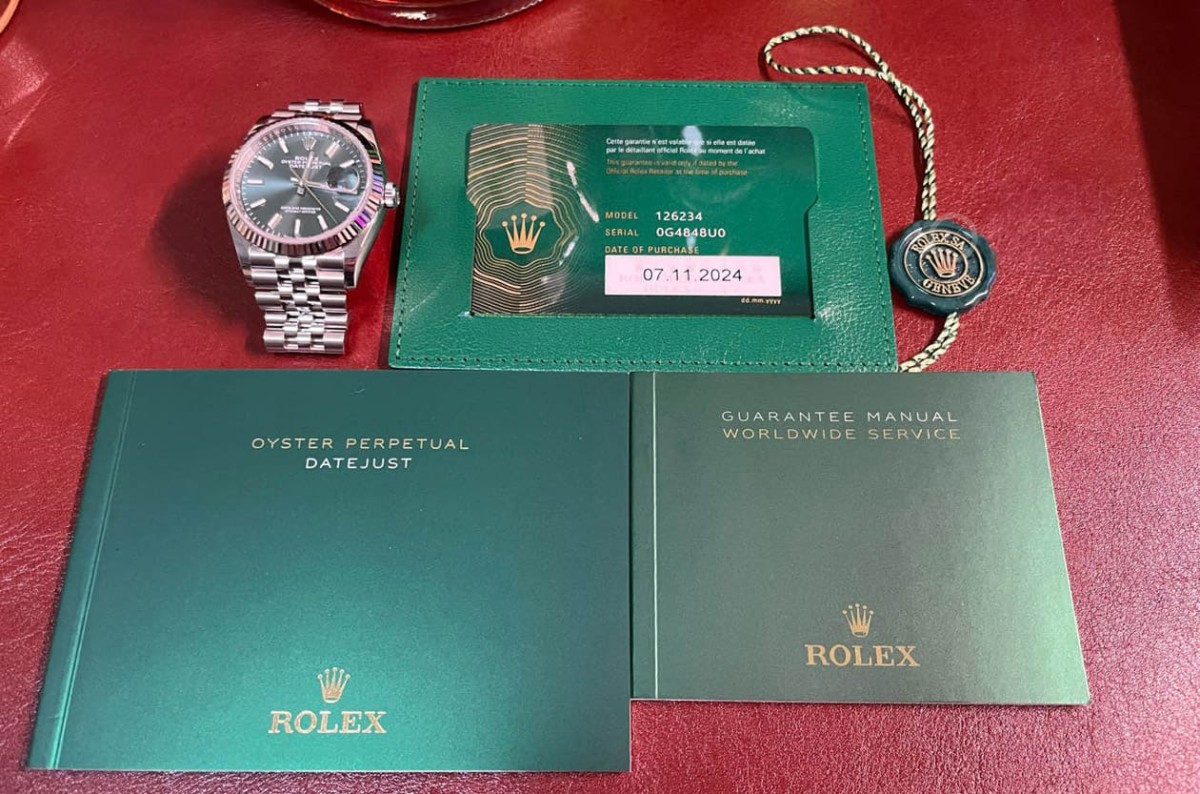 ROLEX
OYSTER PERPETUAL
DATEJUST
Cette garantie n'est valable que si elle est datée
par le détaillant officiel Rolex au moment de l'achat
This guarantee is valid only if dated by the
Official Rolex Retailer at the time of purchase
MODEL 126234
SERIAL 0G4848U0
DATE OF PURCHASE
07.11.2024
dd.mm.yyyy
ROLEX SA
GENEVE
OYSTER PERPETUAL
DATEJUST
ROLEX
GUARANTEE MANUAL
WORLDWIDE SERVICE
ROLEX